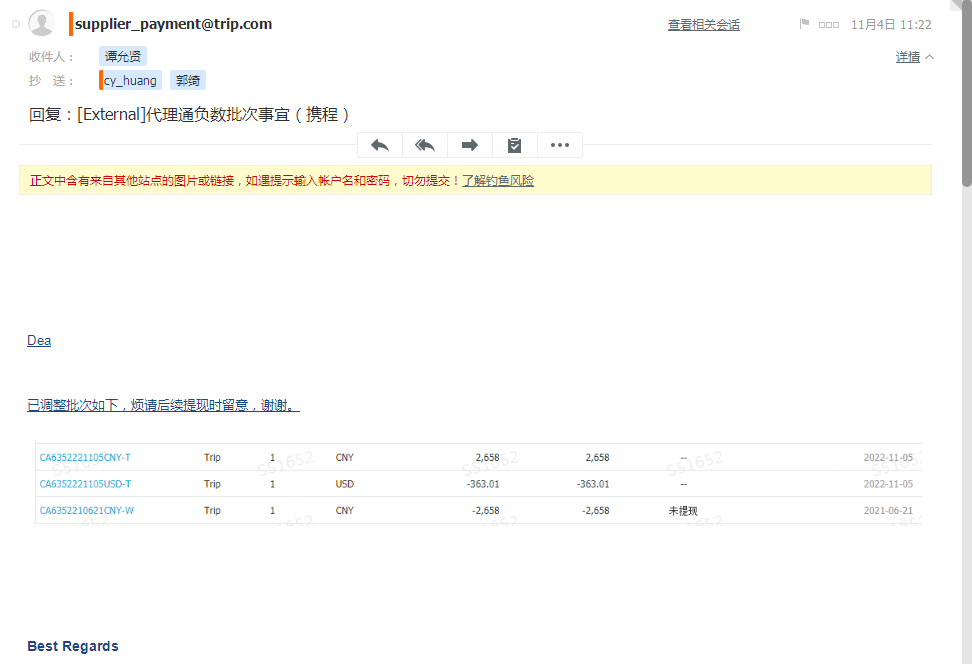 supplier_payment@trip.com 查看相关会话 11月4日 11:22
收件人： 谭允贤 详情
抄 送： cy_huang 郭绮
回复：[External]代理通负数批次事宜（携程）
正文中含有来自其他站点的图片或链接，如遇提示输入帐户名和密码，切勿提交！了解钓鱼风险
Dea
已调整批次如下，烦请后续提现时留意，谢谢。
CA6352221105CNY-T Trip 1 CNY 2,658 2,658 -- 2022-11-05
CA6352221105USD-T Trip 1 USD -363.01 -363.01 -- 2022-11-05
CA6352210621CNY-W Trip 1 CNY -2,658 -2,658 未提现 2021-06-21
Best Regards